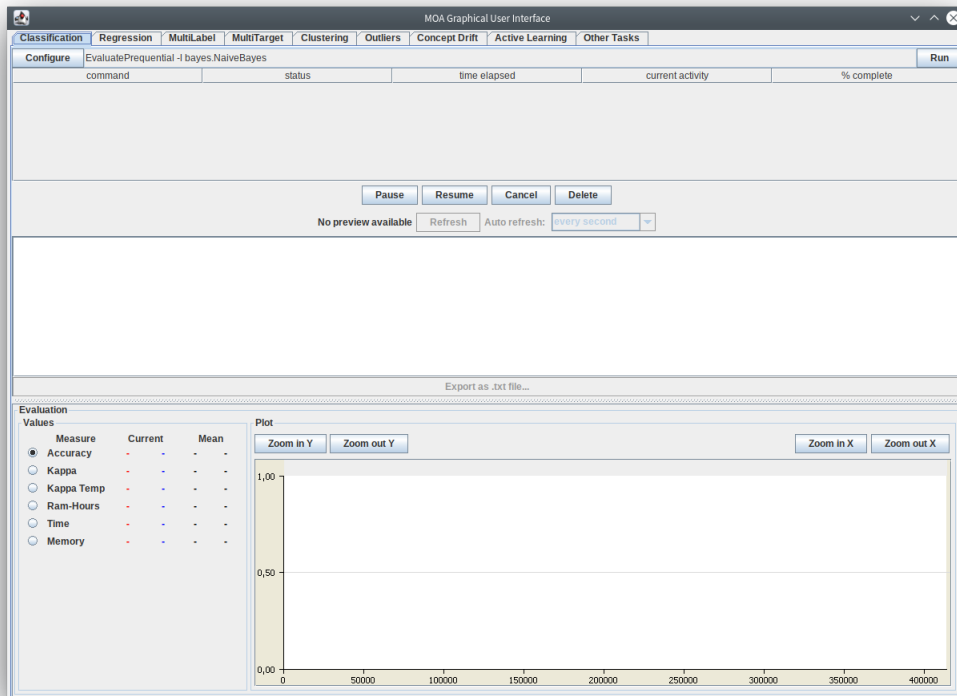 MOA Graphical User Interface
Classification Regression MultiLabel MultiTarget Clustering Outliers Concept Drift Active Learning Other Tasks
Configure EvaluatePrequential -l bayes.NaiveBayes Run
command status time elapsed current activity % complete
Pause Resume Cancel Delete
No preview available Refresh Auto refresh: every second
Export as .txt file...
Evaluation
Values
Measure Current Mean
Accuracy - - - -
Kappa - - - -
Kappa Temp - - - -
Ram-Hours - - - -
Time - - - -
Memory - - - -
Plot
Zoom in Y Zoom out Y Zoom in X Zoom out X
1,00
0,50
0,00
0 50000 100000 150000 200000 250000 300000 350000 400000